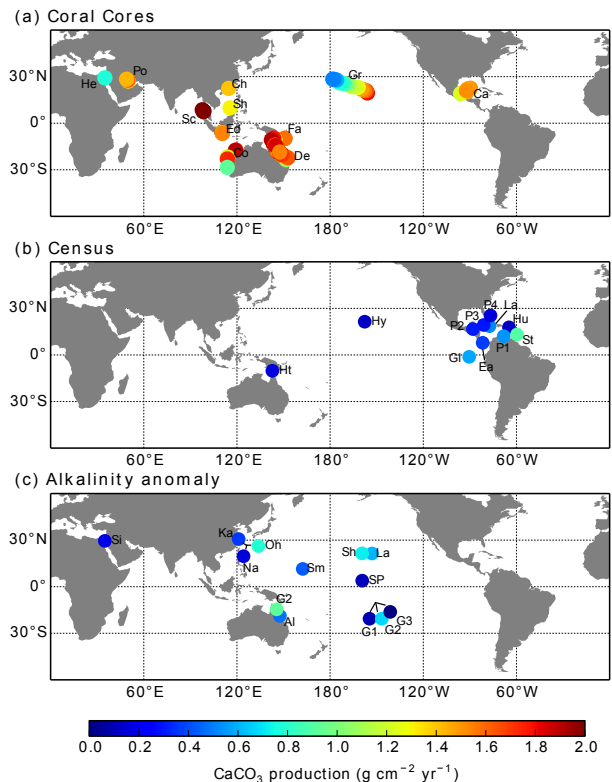 (a) Coral Cores
30°N
0°
30°S
He
Po
Ch
Sh
Sc
Ed
Co
Fa
De
Gr
Ca
60°E
120°E
180°
120°W
60°W
(b) Census
30°N
0°
30°S
Ht
Hy
P4
La
P3
Hu
P2
St
P1
GI
Ea
60°E
120°E
180°
120°W
60°W
(c) Alkalinity anomaly
30°N
0°
30°S
Si
Ka
Oh
Na
Sm
Sh
La
SP
G2
Al
G1
G2
G3
60°E
120°E
180°
120°W
60°W
0.0 0.2 0.4 0.6 0.8 1.0 1.2 1.4 1.6 1.8 2.0
CaCO₃ production (g cm⁻² yr⁻¹)